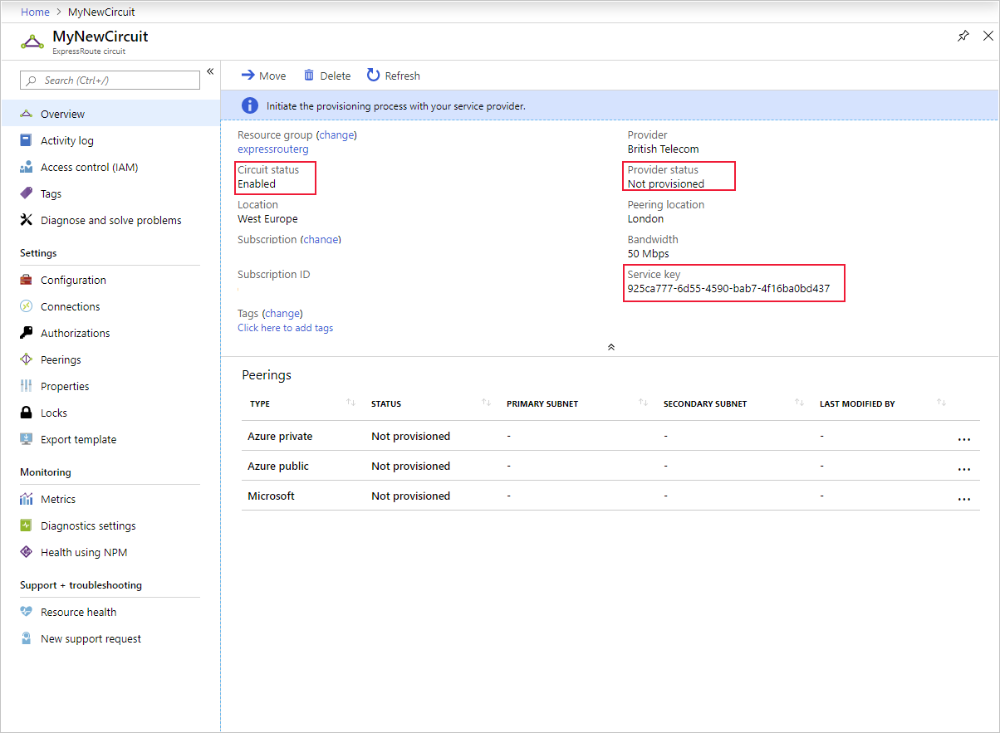 Home > MyNewCircuit
MyNewCircuit
ExpressRoute circuit
Search (Ctrl+/)
«
Overview
Activity log
Access control (IAM)
Tags
Diagnose and solve problems
Settings
Configuration
Connections
Authorizations
Peerings
Properties
Locks
Export template
Monitoring
Metrics
Diagnostics settings
Health using NPM
Support + troubleshooting
Resource health
New support request
Move Delete Refresh
Initiate the provisioning process with your service provider.
Resource group (change)
expressrouterg
Circuit status
Enabled
Location
West Europe
Subscription (change)
Subscription ID
Tags (change)
Click here to add tags
Provider
British Telecom
Provider status
Not provisioned
Peering location
London
Bandwidth
50 Mbps
Service key
925ca777-6d55-4590-bab7-4f16ba0bd437
Peerings
TYPE STATUS PRIMARY SUBNET SECONDARY SUBNET LAST MODIFIED BY
Azure private Not provisioned - - - ...
Azure public Not provisioned - - - ...
Microsoft Not provisioned - - - ...